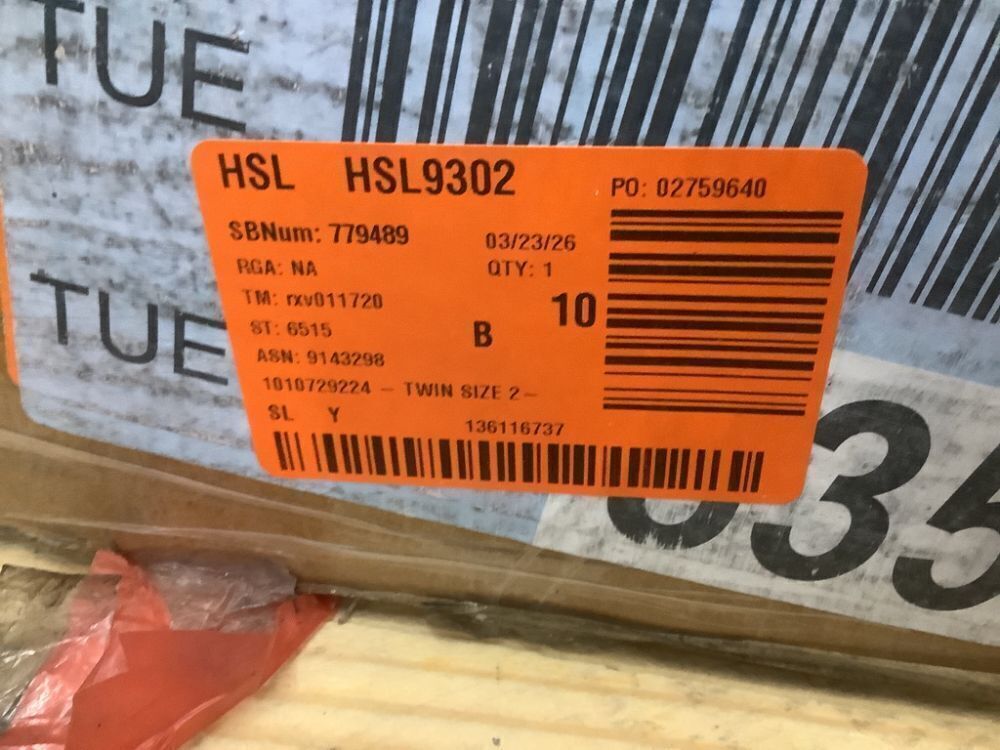 TUE
HSL HSL9302
PO: 02759640
SBNum: 779489
03/23/26
RGA: NA
QTY: 1
TM: rxv011720
10
ST: 6515
B
ASN: 9143298
1010729224 - TWIN SIZE 2-
SL Y
136116737
TUE
35